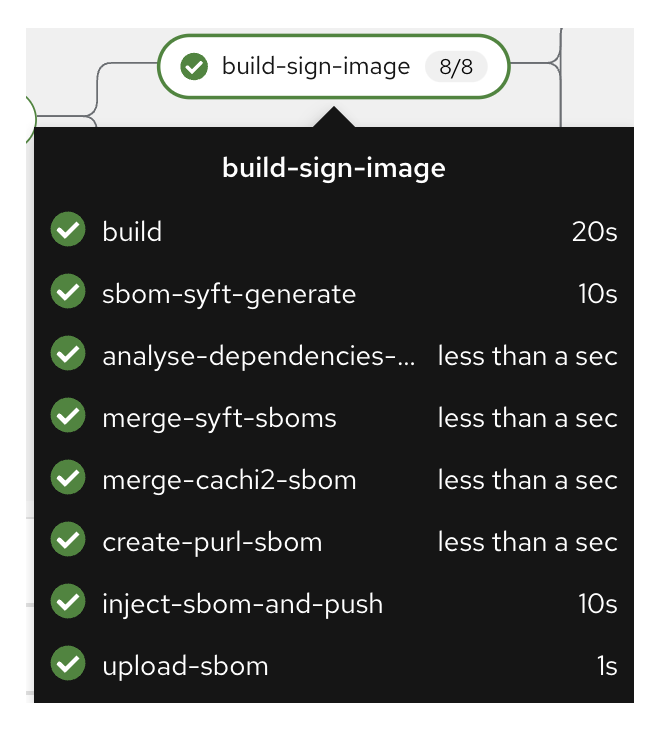 build-sign-image 8/8
build-sign-image
build 20s
sbom-syft-generate 10s
analyse-dependencies-... less than a sec
merge-syft-sboms less than a sec
merge-cachi2-sbom less than a sec
create-purl-sbom less than a sec
inject-sbom-and-push 10s
upload-sbom 1s